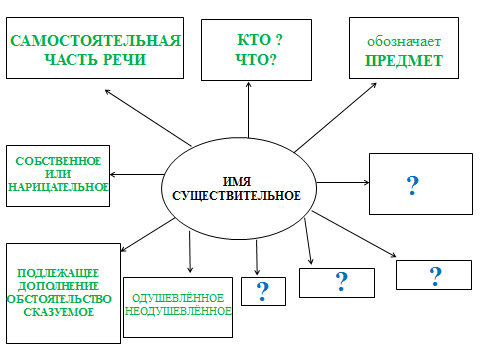 САМОСТОЯТЕЛЬНАЯ
ЧАСТЬ РЕЧИ
КТО ?
ЧТО?
обозначает
ПРЕДМЕТ
СОБСТВЕННОЕ
ИЛИ
НАРИЦАТЕЛЬНОЕ
ИМЯ
СУЩЕСТВИТЕЛЬНОЕ
?
ПОДЛЕЖАЩЕЕ
ДОПОЛНЕНИЕ
ОБСТОЯТЕЛЬСТВО
СКАЗУЕМОЕ
ОДУШЕВЛЁННОЕ
НЕОДУШЕВЛЁННОЕ
?
?
?